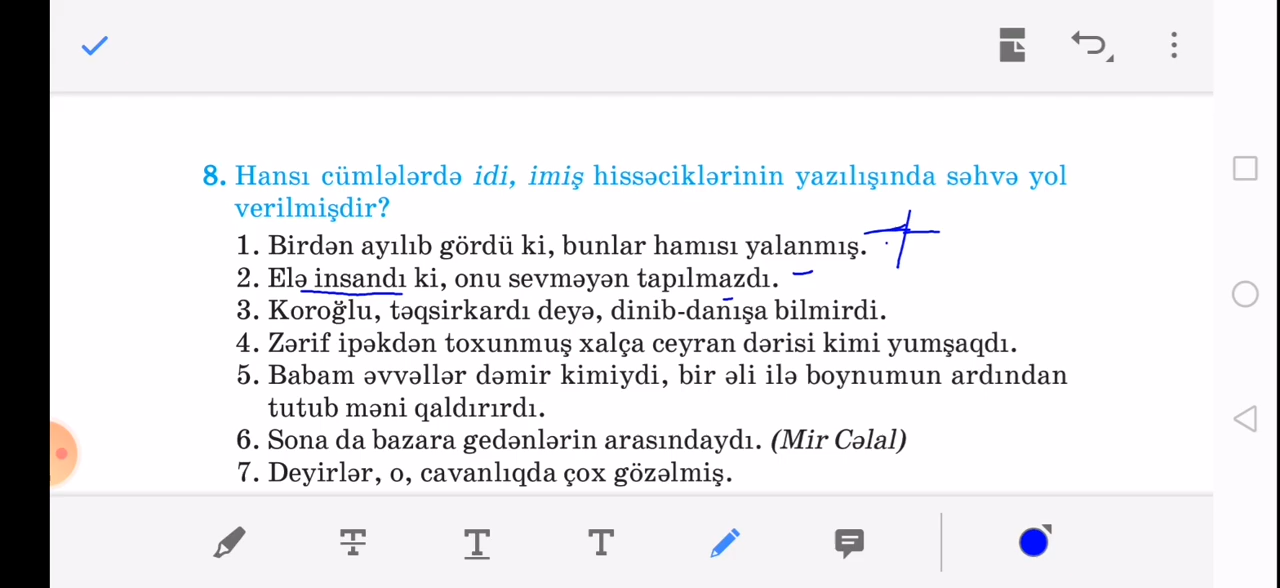 8. Hansı cümlələrdə idi, imiş hissəciklərinin yazılışında səhvə yol
verilmişdir?
1. Birdən ayılıb gördü ki, bunlar hamısı yalanmış.
2. Elə insandı ki, onu sevməyən tapılmazdı.
3. Koroğlu, təqsirkardı deyə, dinib-danışa bilmirdi.
4. Zərif ipəkdən toxunmuş xalça ceyran dərisi kimi yumşaqdı.
5. Babam əvvəllər dəmir kimiydi, bir əli ilə boynumun ardından
tutub məni qaldırırdı.
6. Sona da bazara gedənlərin arasındaydı. (Mir Cəlal)
7. Deyirlər, o, cavanlıqda çox gözəlmiş.